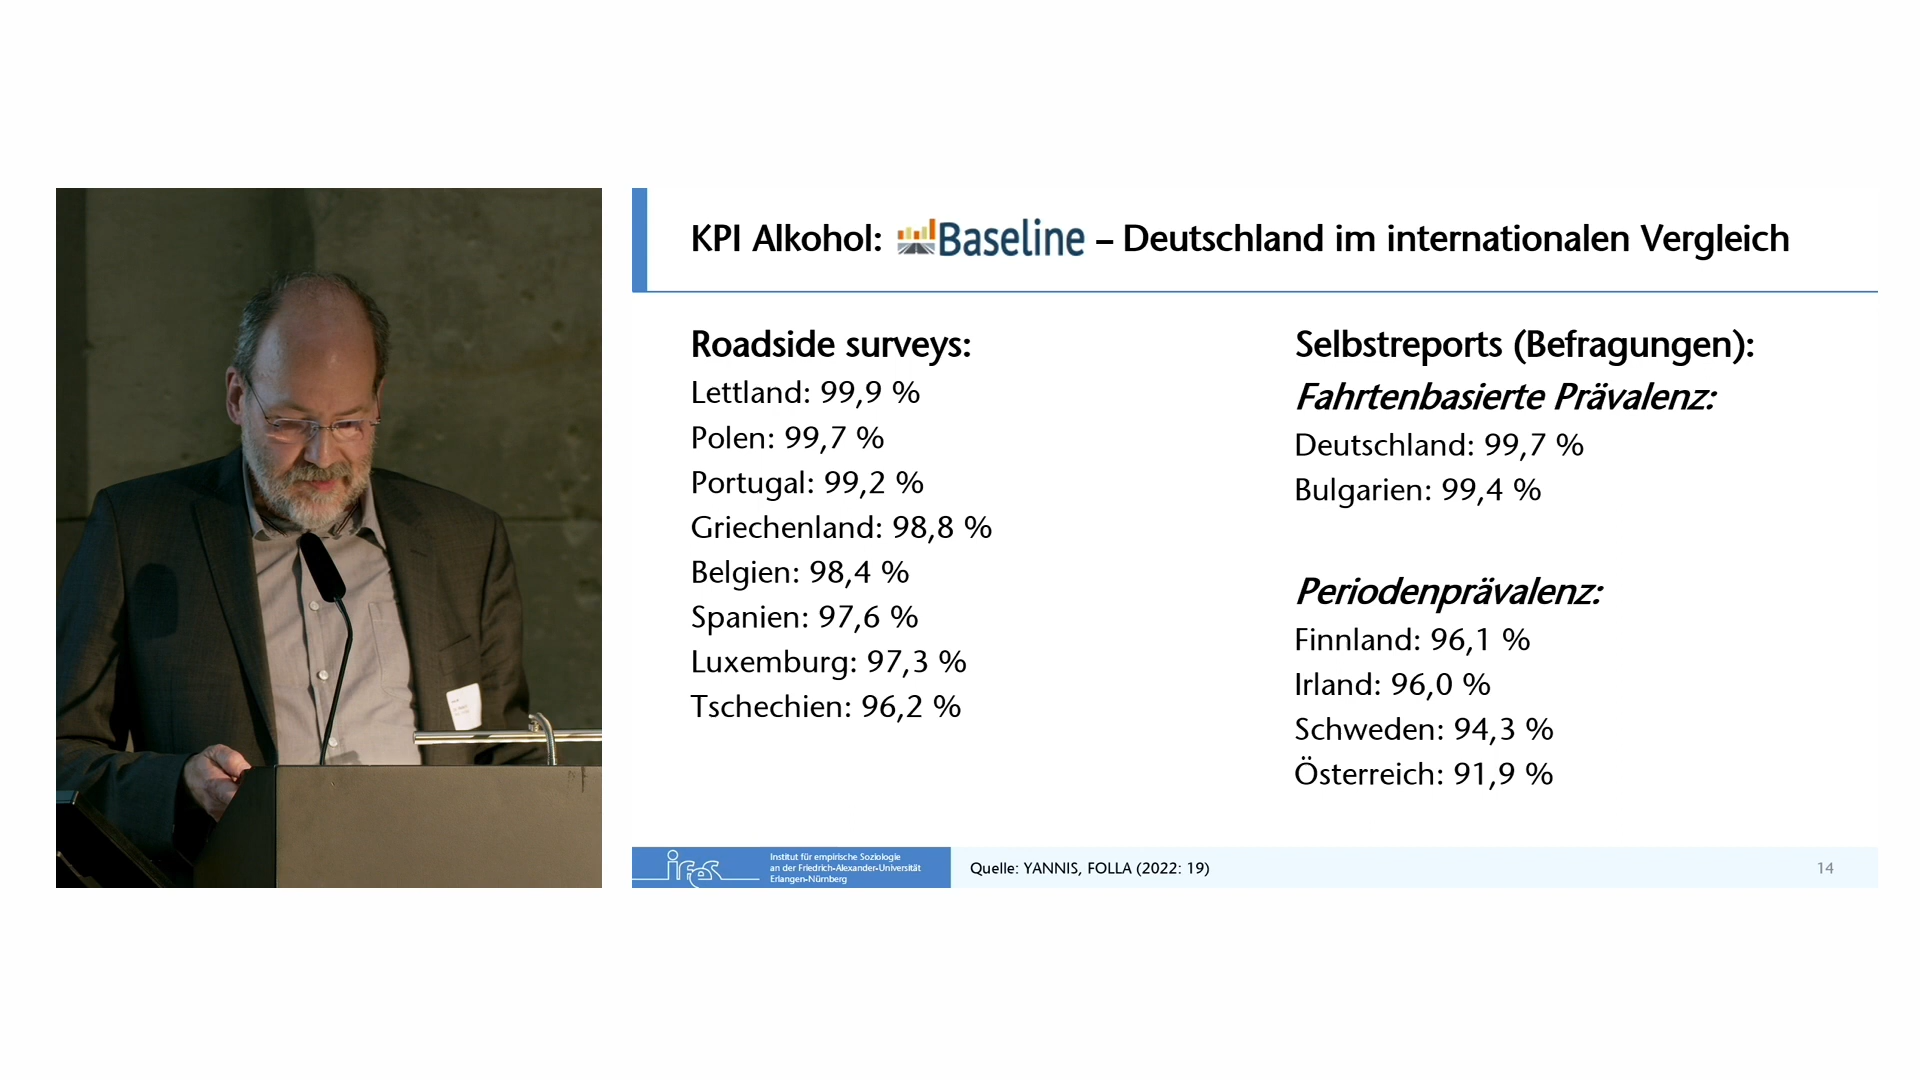 KPI Alkohol: Baseline – Deutschland im internationalen Vergleich
Roadside surveys:
Lettland: 99,9 %
Polen: 99,7 %
Portugal: 99,2 %
Griechenland: 98,8 %
Belgien: 98,4 %
Spanien: 97,6 %
Luxemburg: 97,3 %
Tschechien: 96,2 %
Selbstreports (Befragungen):
Fahrtenbasierte Prävalenz:
Deutschland: 99,7 %
Bulgarien: 99,4 %
Periodenprävalenz:
Finnland: 96,1 %
Irland: 96,0 %
Schweden: 94,3 %
Österreich: 91,9 %
ifes
Institut für empirische Soziologie
an der Friedrich-Alexander-Universität
Erlangen-Nürnberg
Quelle: YANNIS, FOLLA (2022: 19)
14